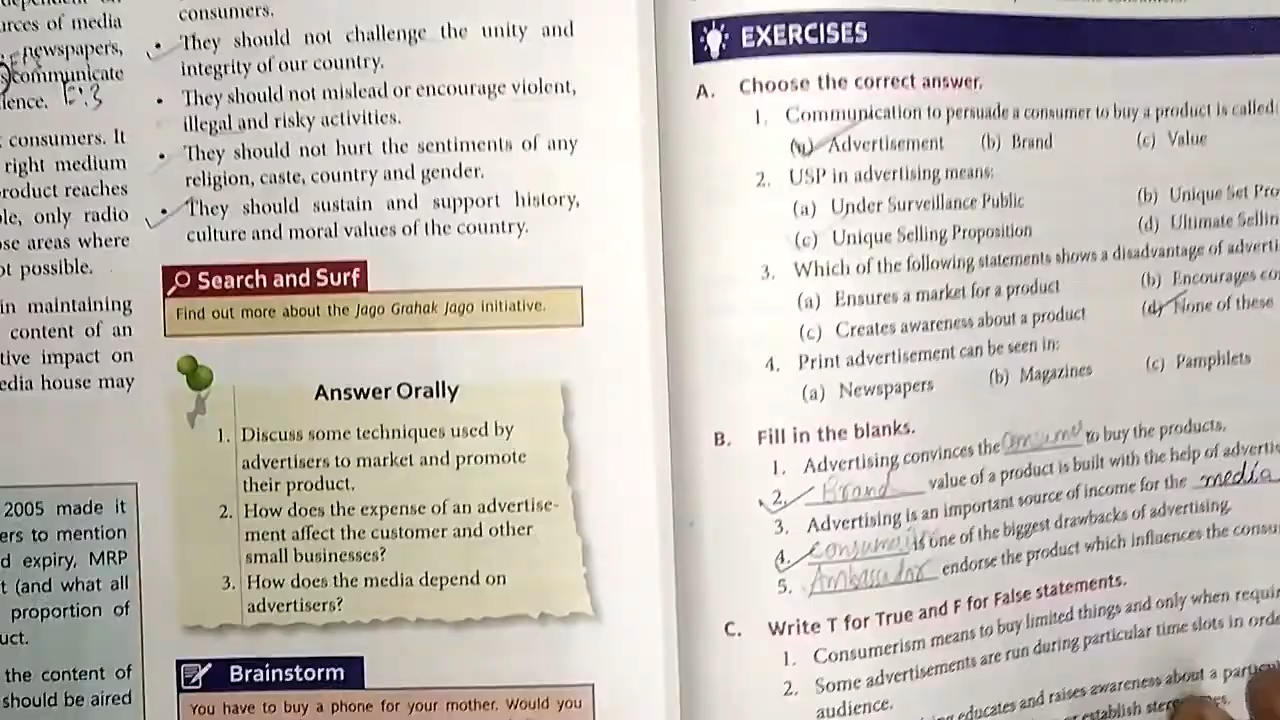 urces of media
newspapers,
communicate
lience. E:3
consumers. It
right medium
roduct reaches
ole, only radio
ose areas where
ot possible.
in maintaining
content of an
tive impact on
edia house may
2005 made it
ers to mention
d expiry, MRP
t (and what all
proportion of
uct.
the content of
should be aired
consumers.
• They should not challenge the unity and
integrity of our country.
• They should not mislead or encourage violent,
illegal and risky activities.
• They should not hurt the sentiments of any
religion, caste, country and gender.
• They should sustain and support history,
culture and moral values of the country.
Search and Surf
Find out more about the Jago Grahak Jago initiative.
Answer Orally
1. Discuss some techniques used by
advertisers to market and promote
their product.
2. How does the expense of an advertise-
ment affect the customer and other
small businesses?
3. How does the media depend on
advertisers?
Brainstorm
You have to buy a phone for your mother. Would you
EXERCISES
A. Choose the correct answer.
1. Communication to persuade a consumer to buy a product is called:
(a) Advertisement (b) Brand (c) Value
2. USP in advertising means:
(a) Under Surveillance Public (b) Unique Set Pro
(c) Unique Selling Proposition (d) Ultimate Sellin
3. Which of the following statements shows a disadvantage of adverti
(a) Ensures a market for a product (b) Encourages co
(c) Creates awareness about a product (d) None of these
4. Print advertisement can be seen in:
(a) Newspapers (b) Magazines (c) Pamphlets
B. Fill in the blanks.
1. Advertising convinces the consumer to buy the products.
2. Brand value of a product is built with the help of adverti
3. Advertising is an important source of income for the media
4. is one of the biggest drawbacks of advertising.
5. Ambassador endorse the product which influences the consu
C. Write T for True and F for False statements.
1. Consumerism means to buy limited things and only when requir
2. Some advertisements are run during particular time slots in orde
audience.
educates and raises awareness about a particu
or establish